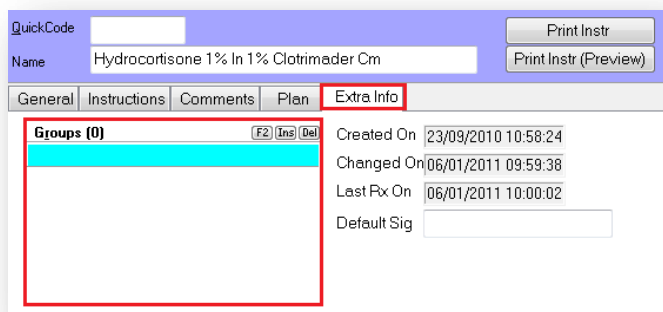 QuickCode
Print Instr
Name Hydrocortisone 1% In 1% Clotrimader Cm Print Instr (Preview)
General Instructions Comments Plan Extra Info
Groups (0) F2 Ins Del
Created On 23/09/2010 10:58:24
Changed On 06/01/2011 09:59:38
Last Rx On 06/01/2011 10:00:02
Default Sig